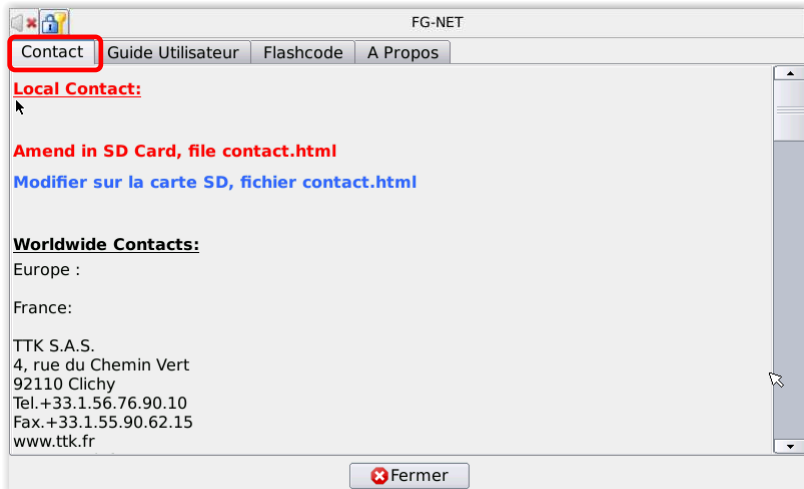 FG-NET
Contact
Guide Utilisateur
Flashcode
A Propos
Local Contact:
Amend in SD Card, file contact.html
Modifier sur la carte SD, fichier contact.html
Worldwide Contacts:
Europe :
France:
TTK S.A.S.
4, rue du Chemin Vert
92110 Clichy
Tel.+33.1.56.76.90.10
Fax.+33.1.55.90.62.15
www.ttk.fr
Fermer